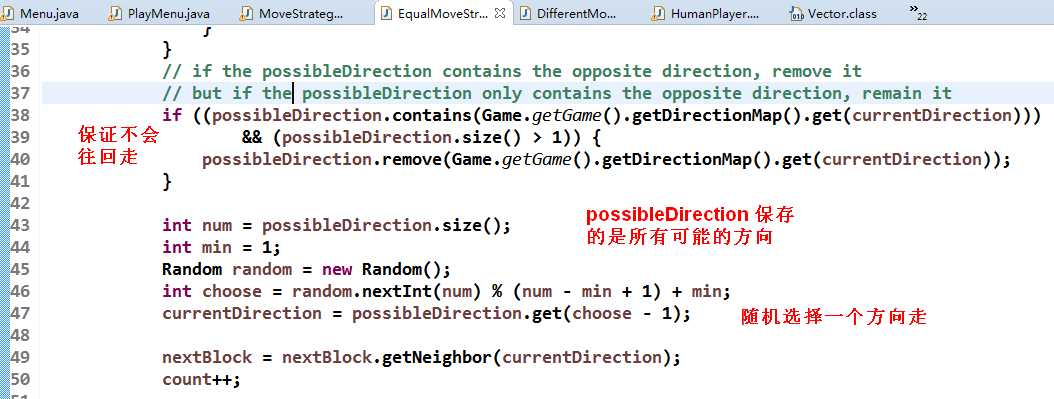 Menu.java PlayMenu.java MoveStrateg... EqualMoveStr... DifferentMo... HumanPlayer.... Vector.class »22
34 }
35 }
36 // if the possibleDirection contains the opposite direction, remove it
37 // but if the possibleDirection only contains the opposite direction, remain it
38 if ((possibleDirection.contains(Game.getGame().getDirectionMap().get(currentDirection)))
保证不会
39 && (possibleDirection.size() > 1)) {
往回走
40 possibleDirection.remove(Game.getGame().getDirectionMap().get(currentDirection));
41 }
42
possibleDirection 保存
43 int num = possibleDirection.size();
的是所有可能的方向
44 int min = 1;
45 Random random = new Random();
46 int choose = random.nextInt(num) % (num - min + 1) + min;
47 currentDirection = possibleDirection.get(choose - 1);
随机选择一个方向走
48
49 nextBlock = nextBlock.getNeighbor(currentDirection);
50 count++;
51